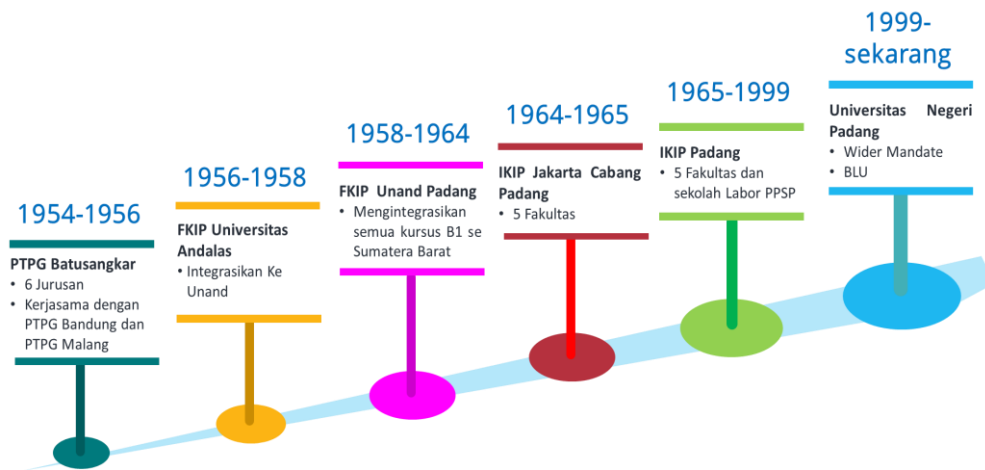 1954-1956
PTPG Batusangkar
• 6 Jurusan
• Kerjasama dengan
PTPG Bandung dan
PTPG Malang
1956-1958
FKIP Universitas
Andalas
• Integrasikan Ke
Unand
1958-1964
FKIP Unand Padang
• Mengintegrasikan
semua kursus B1 se
Sumatera Barat
1964-1965
IKIP Jakarta Cabang
Padang
• 5 Fakultas
1965-1999
IKIP Padang
• 5 Fakultas dan
sekolah Labor PPSP
1999-
sekarang
Universitas Negeri
Padang
• Wider Mandate
• BLU